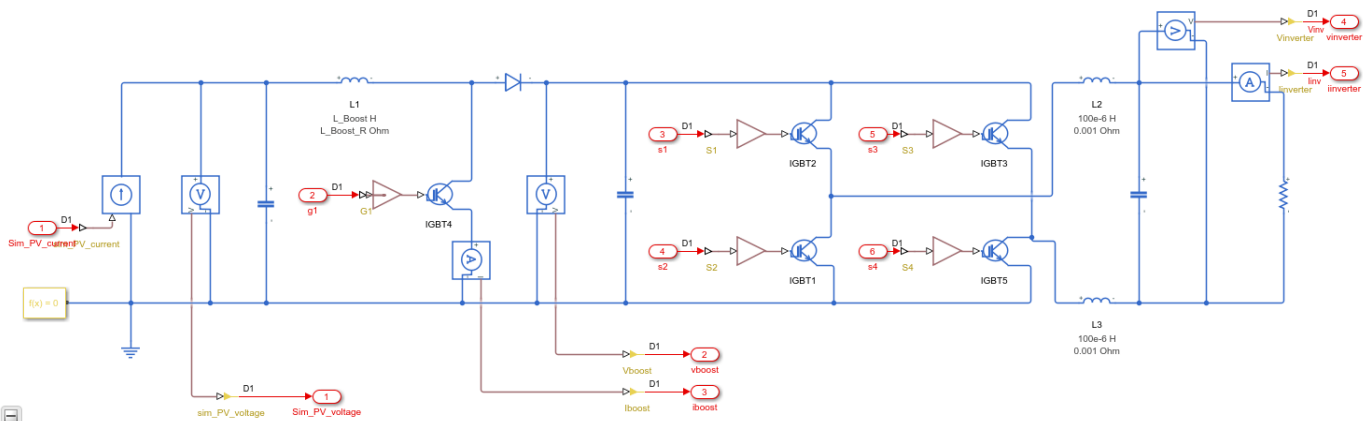 D1
4
Vinverter
Vinv
vinverter
D1
5
Iinverter
Iinv
iinverter
L1
L_Boost H
L_Boost_R Ohm
L2
100e-6 H
0.001 Ohm
3
D1
s1
S1
IGBT2
5
D1
s3
S3
IGBT3
2
D1
g1
G1
IGBT4
V
V
A
V
A
1
D1
Sim_PV_current
sim_PV_current
4
D1
s2
S2
IGBT1
6
D1
s4
S4
IGBT5
f(x) = 0
L3
100e-6 H
0.001 Ohm
D1
2
Vboost
vboost
D1
3
Iboost
iboost
D1
1
sim_PV_voltage
Sim_PV_voltage